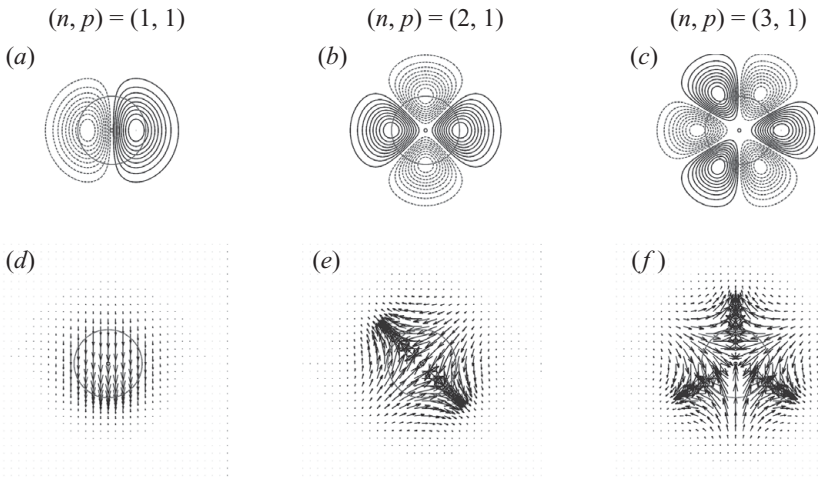 (n, p) = (1, 1) (n, p) = (2, 1) (n, p) = (3, 1)
(a) (b) (c)
(d) (e) (f)